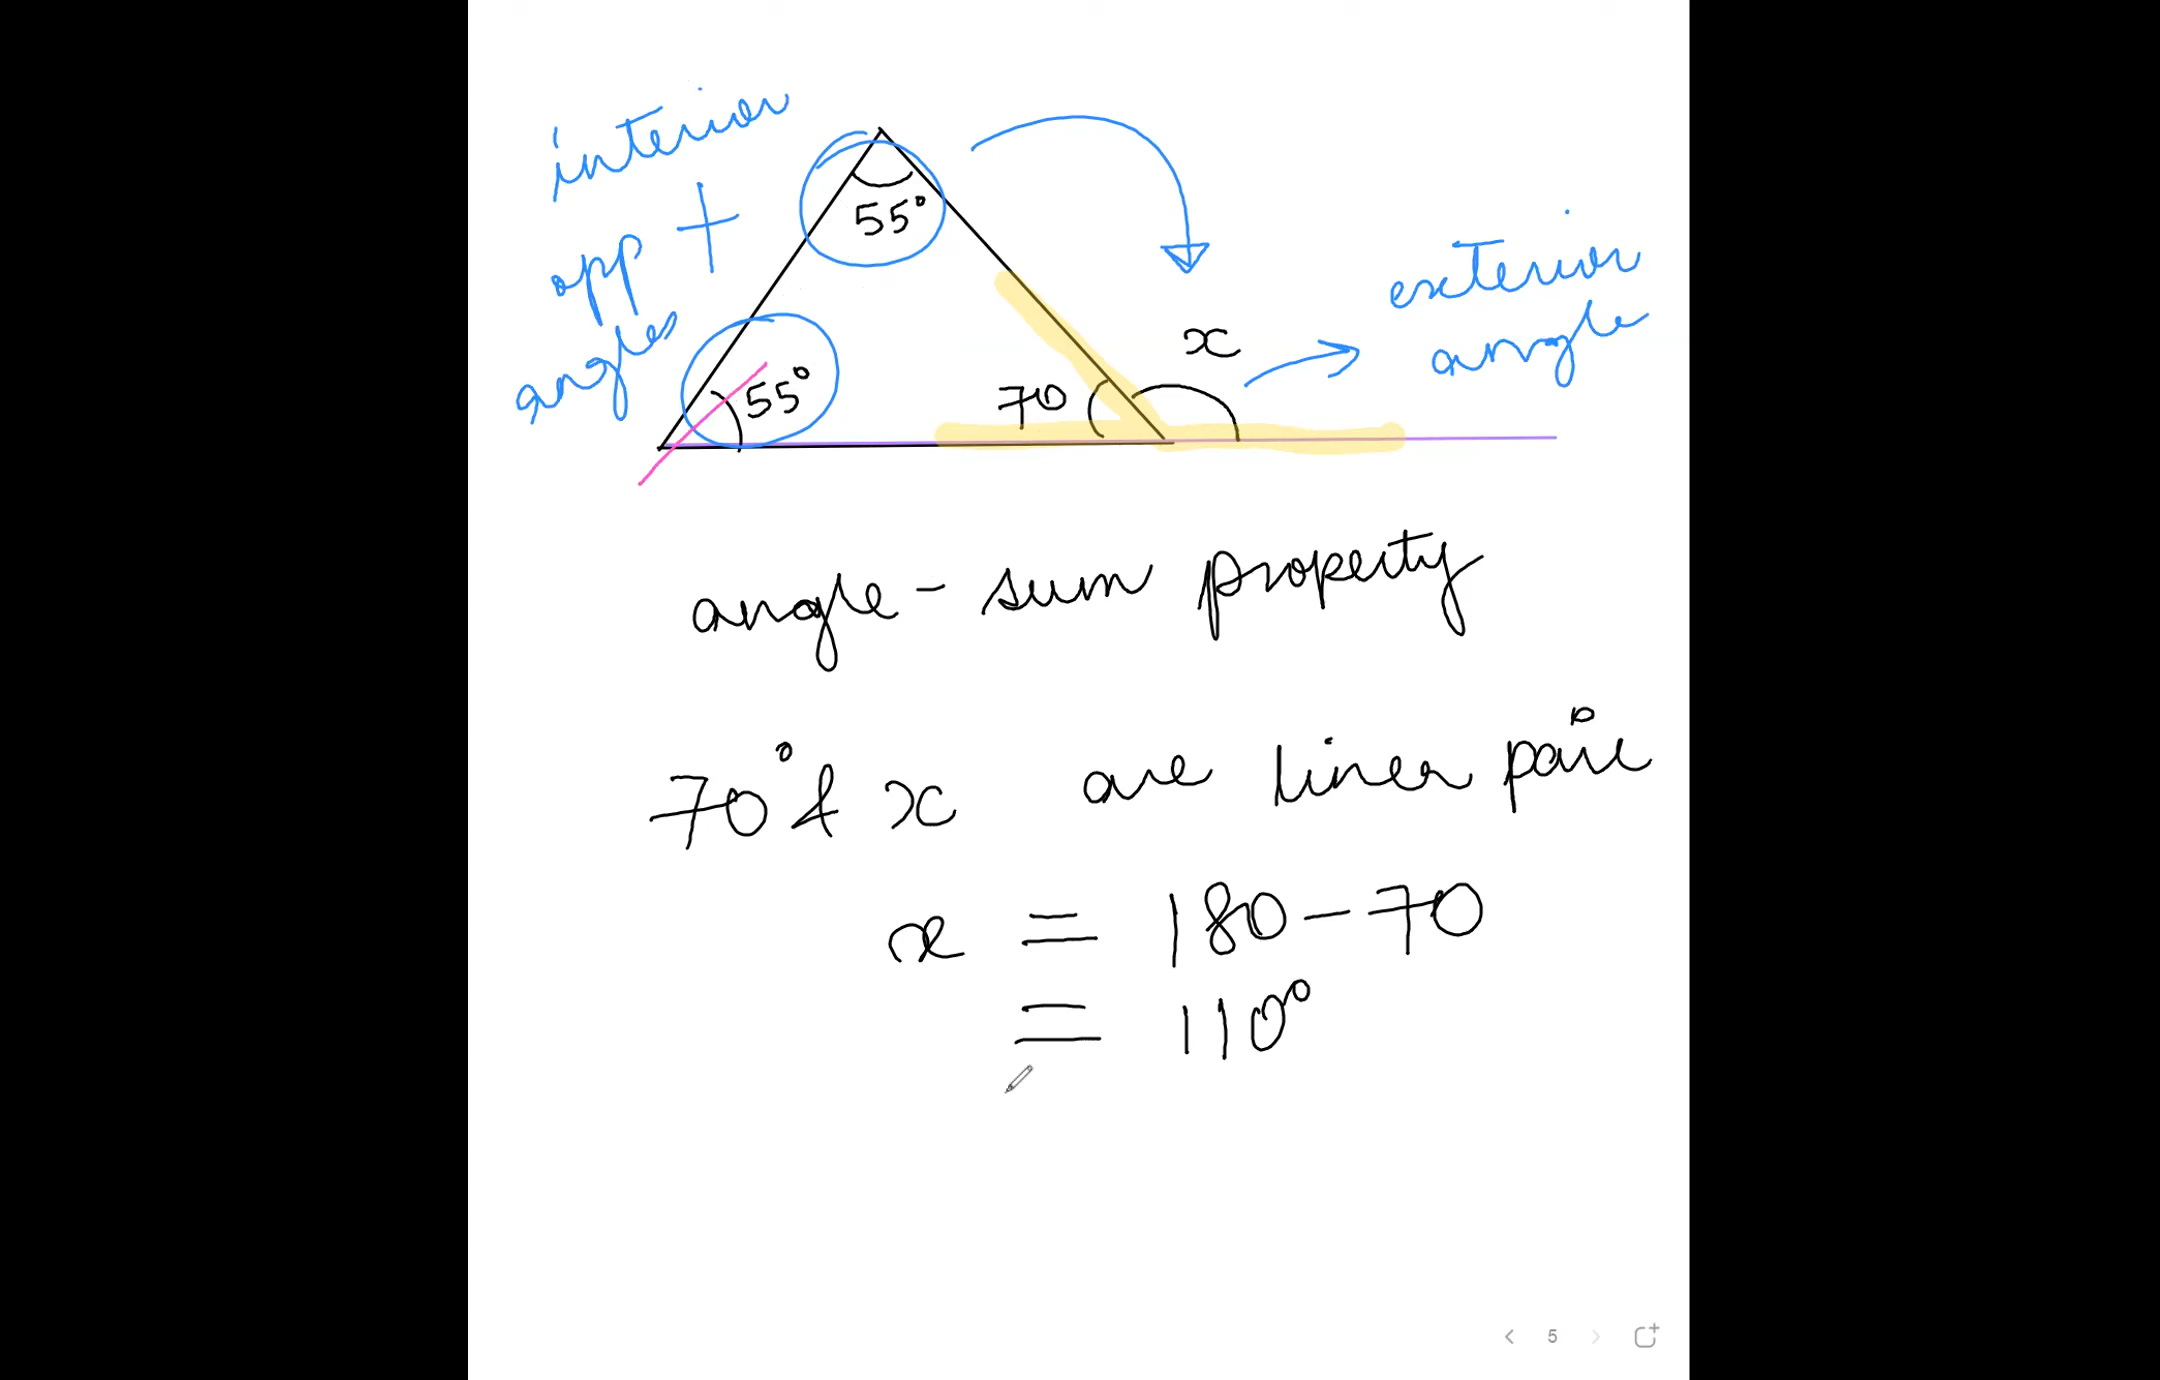 interior
opp +
angles
55°
55°
70
x
exterior
angle
angle - sum property
70° & x are liner pair
x = 180 - 70
= 110°
5